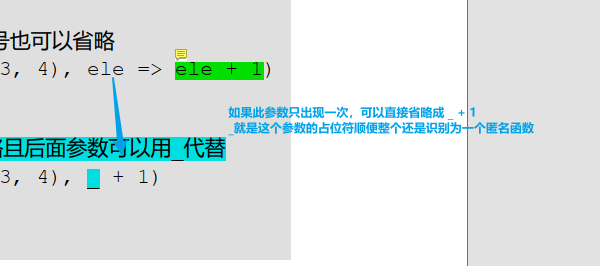 号也可以省略
3, 4), ele => ele + 1)
如果此参数只出现一次，可以直接省略成 _ + 1
_就是这个参数的占位符顺便整个还是识别为一个匿名函数
略且后面参数可以用_代替
3, 4), _ + 1)